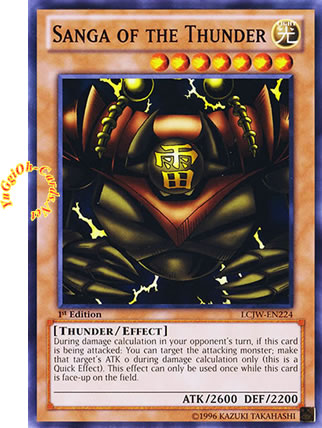 SANGA OF THE THUNDER
光
LIGHT
雷
YuGgiOh-Cards.Net
1st Edition
LCJW-EN224
[THUNDER/EFFECT]
During damage calculation in your opponent's turn, if this card
is being attacked: You can target the attacking monster; make
that target's ATK 0 during damage calculation only (this is a
Quick Effect). This effect can only be used once while this card
is face-up on the field.
ATK/2600 DEF/2200
©1996 KAZUKI TAKAHASHI